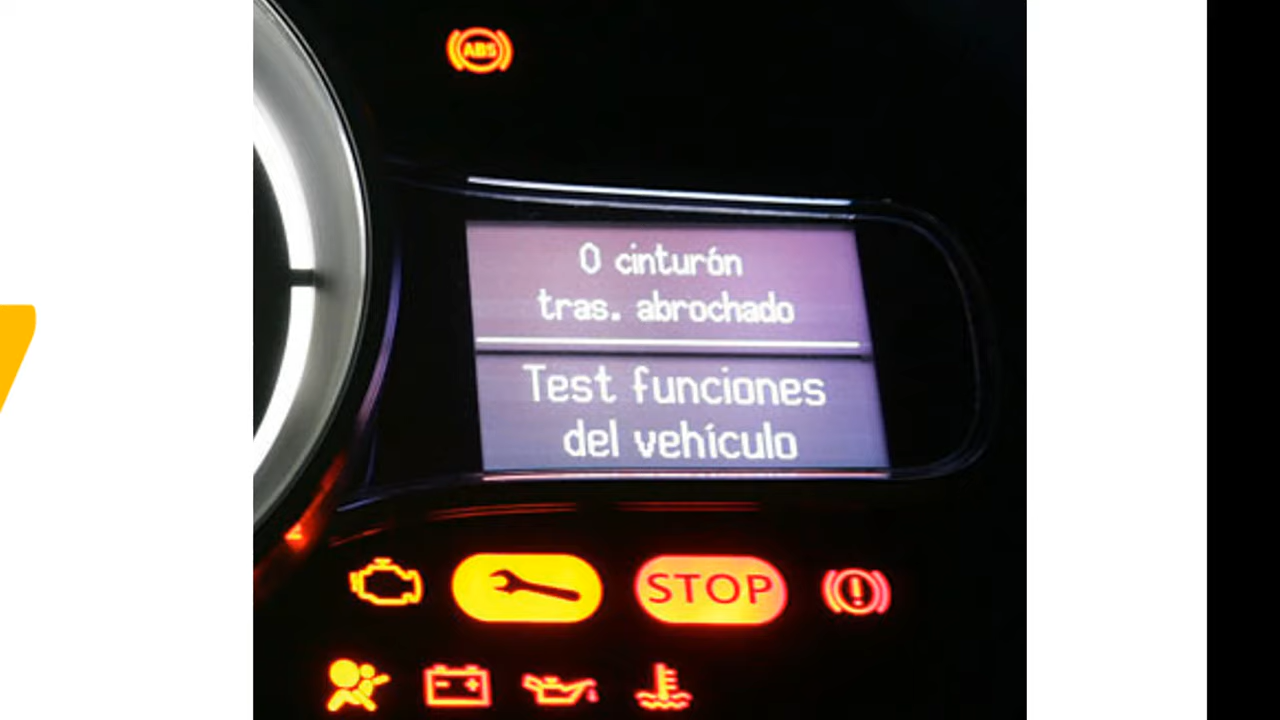 ABS
0 cinturón
tras. abrochado
Test funciones
del vehículo
STOP